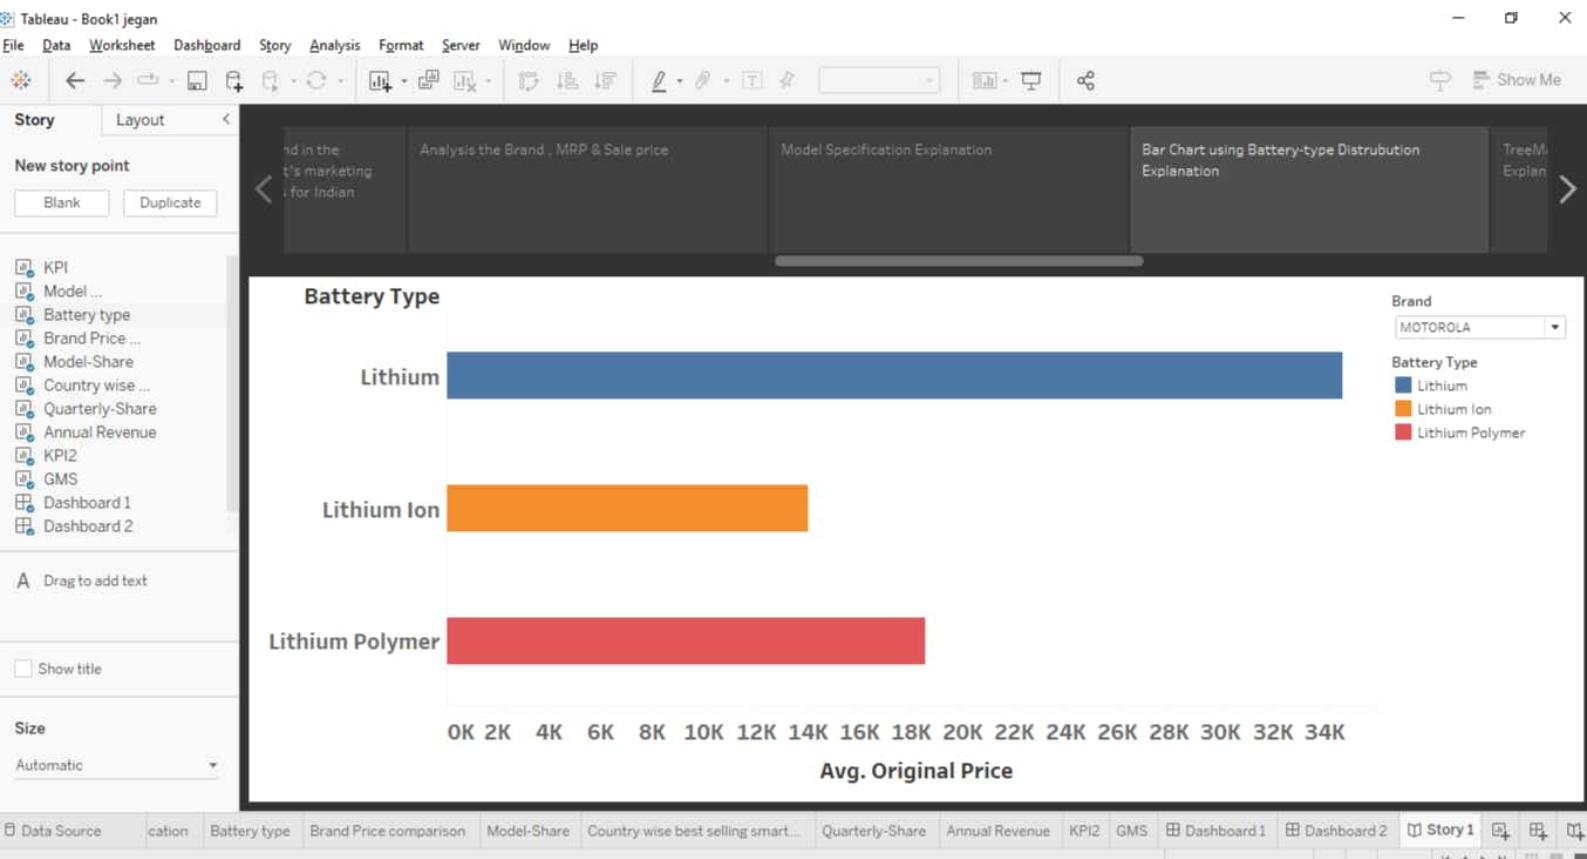 Tableau - Book1 jegan
File Data Worksheet Dashboard Story Analysis Format Server Window Help
Show Me
Story Layout
New story point
Blank Duplicate
KPI
Model ...
Battery type
Brand Price ...
Model-Share
Country wise ...
Quarterly-Share
Annual Revenue
KPI2
GMS
Dashboard 1
Dashboard 2
A Drag to add text
Show title
Size
Automatic
nd in the
t's marketing
for Indian
Analysis the Brand , MRP & Sale price
Model Specification Explanation
Bar Chart using Battery-type Distrubution
Explanation
TreeM
Explan
Battery Type
Lithium
Lithium Ion
Lithium Polymer
0K 2K 4K 6K 8K 10K 12K 14K 16K 18K 20K 22K 24K 26K 28K 30K 32K 34K
Avg. Original Price
Brand
MOTOROLA
Battery Type
Lithium
Lithium Ion
Lithium Polymer
Data Source cation Battery type Brand Price comparison Model-Share Country wise best selling smart... Quarterly-Share Annual Revenue KPI2 GMS Dashboard 1 Dashboard 2 Story 1